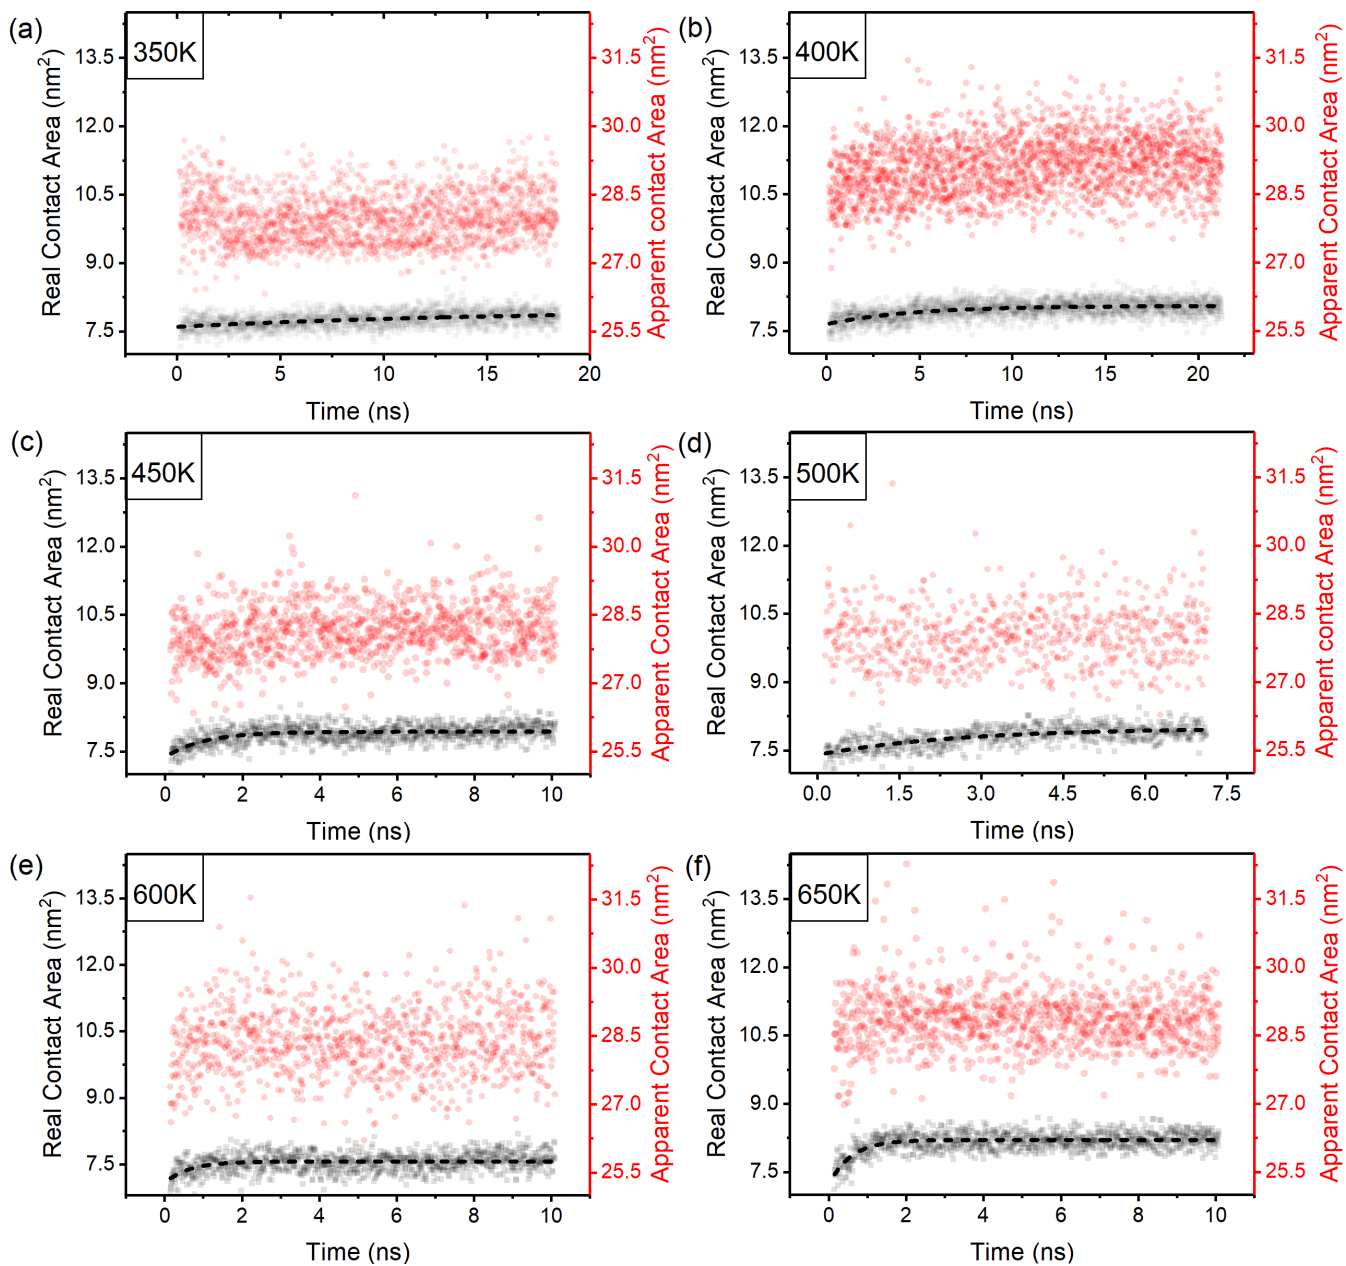 (a)
350K
Real Contact Area (nm²)
13.5
12.0
10.5
9.0
7.5
0 5 10 15 20
Time (ns)
31.5
30.0
28.5
27.0
25.5
Apparent contact Area (nm²)
(b)
400K
Real Contact Area (nm²)
13.5
12.0
10.5
9.0
7.5
0 5 10 15 20
Time (ns)
31.5
30.0
28.5
27.0
25.5
Apparent Contact Area (nm²)
(c)
450K
Real Contact Area (nm²)
13.5
12.0
10.5
9.0
7.5
0 2 4 6 8 10
Time (ns)
31.5
30.0
28.5
27.0
25.5
Apparent Contact Area (nm²)
(d)
500K
Real Contact Area (nm²)
13.5
12.0
10.5
9.0
7.5
0.0 1.5 3.0 4.5 6.0 7.5
Time (ns)
31.5
30.0
28.5
27.0
25.5
Apparent contact Area (nm²)
(e)
600K
Real Contact Area (nm²)
13.5
12.0
10.5
9.0
7.5
0 2 4 6 8 10
Time (ns)
31.5
30.0
28.5
27.0
25.5
Apparent Contact Area (nm²)
(f)
650K
Real Contact Area (nm²)
13.5
12.0
10.5
9.0
7.5
0 2 4 6 8 10
Time (ns)
31.5
30.0
28.5
27.0
25.5
Apparent Contact Area (nm²)